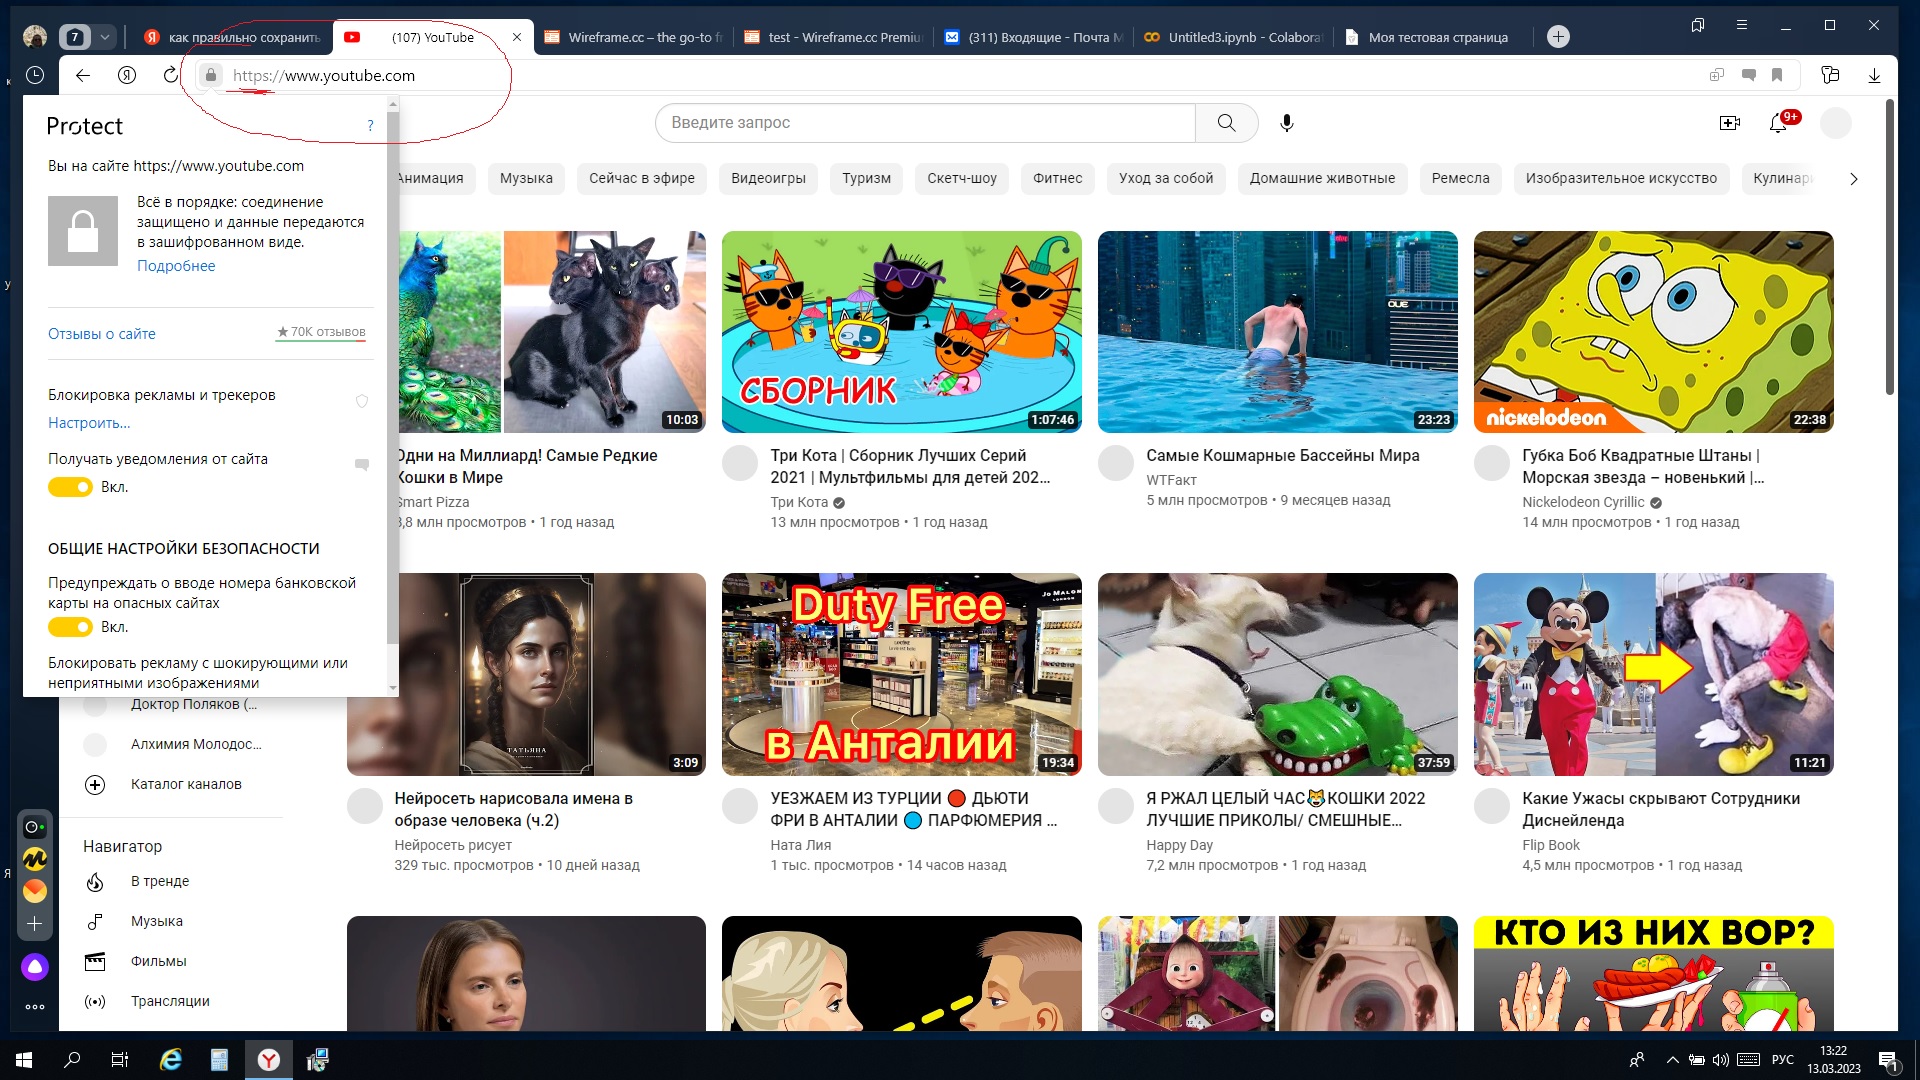 7
как правильно сохранить
(107) YouTube
Wireframe.cc – the go-to fr
test - Wireframe.cc Premiu
(311) Входящие - Почта M
Untitled3.ipynb - Colabora
Моя тестовая страница
https://www.youtube.com
Protect
?
Вы на сайте https://www.youtube.com
Всё в порядке: соединение
защищено и данные передаются
в зашифрованном виде.
Подробнее
Отзывы о сайте
★ 70K отзывов
Блокировка рекламы и трекеров
Настроить...
Получать уведомления от сайта
Вкл.
ОБЩИЕ НАСТРОЙКИ БЕЗОПАСНОСТИ
Предупреждать о вводе номера банковской
карты на опасных сайтах
Вкл.
Блокировать рекламу с шокирующими или
неприятными изображениями
Доктор Поляков (...
Алхимия Молодос...
Каталог каналов
Навигатор
В тренде
Музыка
Фильмы
Трансляции
Введите запрос
9+
Анимация
Музыка
Сейчас в эфире
Видеоигры
Туризм
Скетч-шоу
Фитнес
Уход за собой
Домашние животные
Ремесла
Изобразительное искусство
Кулинари
10:03
Одни на Миллиард! Самые Редкие
Кошки в Мире
Smart Pizza
3,8 млн просмотров • 1 год назад
СБОРНИК
1:07:46
Три Кота | Сборник Лучших Серий
2021 | Мультфильмы для детей 202...
Три Кота
13 млн просмотров • 1 год назад
OUE
23:23
Самые Кошмарные Бассейны Мира
WTFакт
5 млн просмотров • 9 месяцев назад
nickelodeon
22:38
Губка Боб Квадратные Штаны |
Морская звезда – новенький |...
Nickelodeon Cyrillic
14 млн просмотров • 1 год назад
ТАТЬЯНА
3:09
Нейросеть нарисовала имена в
образе человека (ч.2)
Нейросеть рисует
329 тыс. просмотров • 10 дней назад
Duty Free
JO MALONE
LONDON
в Анталии
19:34
УЕЗЖАЕМ ИЗ ТУРЦИИ 🔴 ДЬЮТИ
ФРИ В АНТАЛИИ 🔵 ПАРФЮМЕРИЯ ...
Ната Лия
1 тыс. просмотров • 14 часов назад
37:59
Я РЖАЛ ЦЕЛЫЙ ЧАС😹КОШКИ 2022
ЛУЧШИЕ ПРИКОЛЫ/ СМЕШНЫЕ...
Happy Day
7,2 млн просмотров • 1 год назад
11:21
Какие Ужасы скрывают Сотрудники
Диснейленда
Flip Book
4,5 млн просмотров • 1 год назад
КТО ИЗ НИХ ВОР?
РУС
13:22
13.03.2023
1